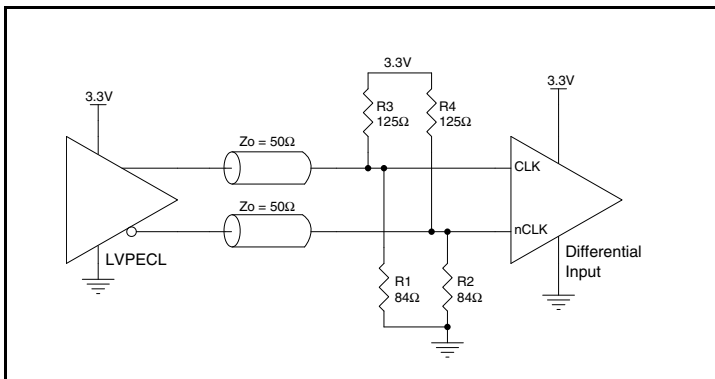 3.3V
3.3V
3.3V
R3
125Ω
R4
125Ω
Zo = 50Ω
CLK
Zo = 50Ω
nCLK
LVPECL
Differential
Input
R1
84Ω
R2
84Ω